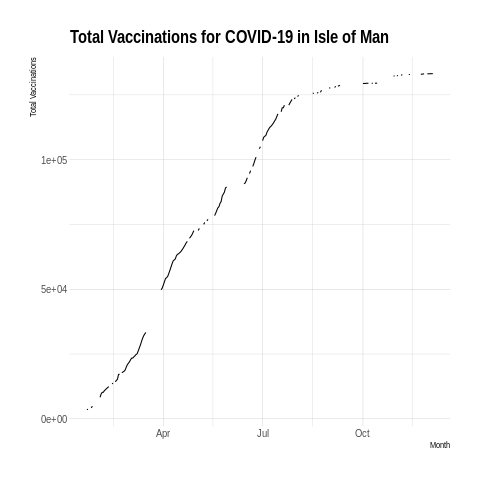 Total Vaccinations for COVID-19 in Isle of Man
Total Vaccinations
1e+05
5e+04
0e+00
Apr Jul Oct
Month